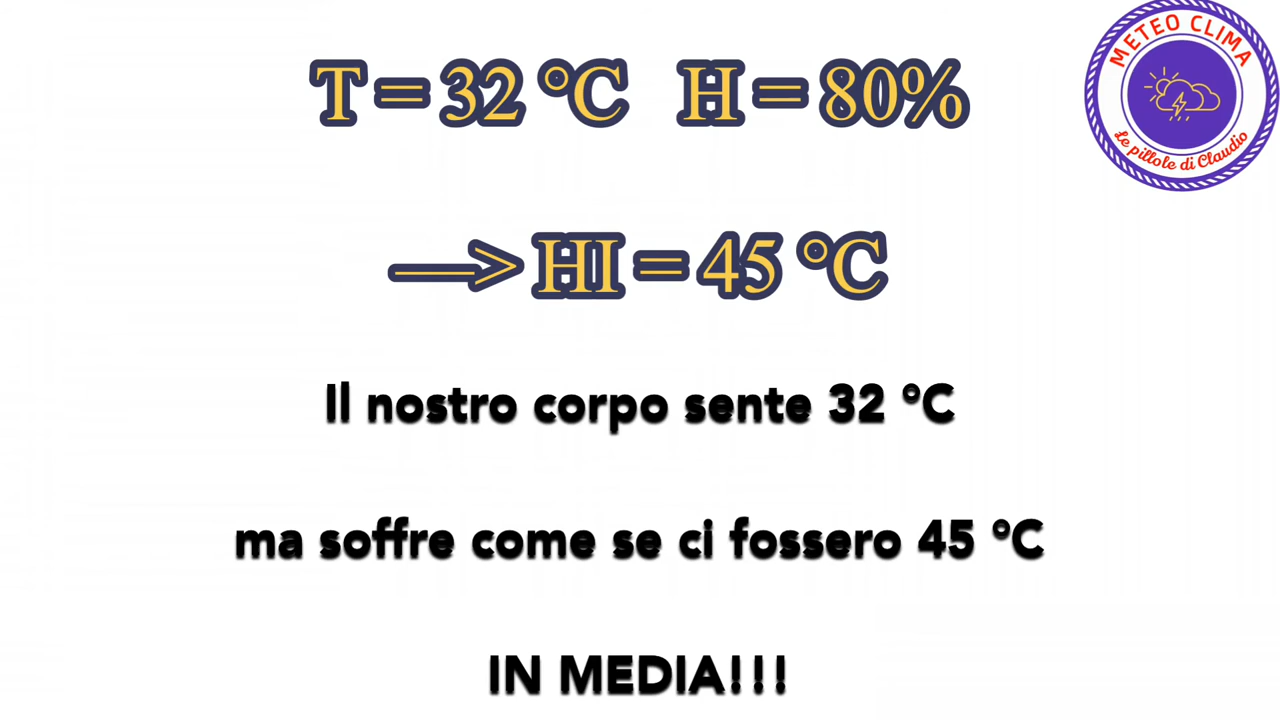 T = 32 °C H = 80%
—> HI = 45 °C
Il nostro corpo sente 32 °C
ma soffre come se ci fossero 45 °C
IN MEDIA!!!
METEO CLIMA
Le pillole di Claudio